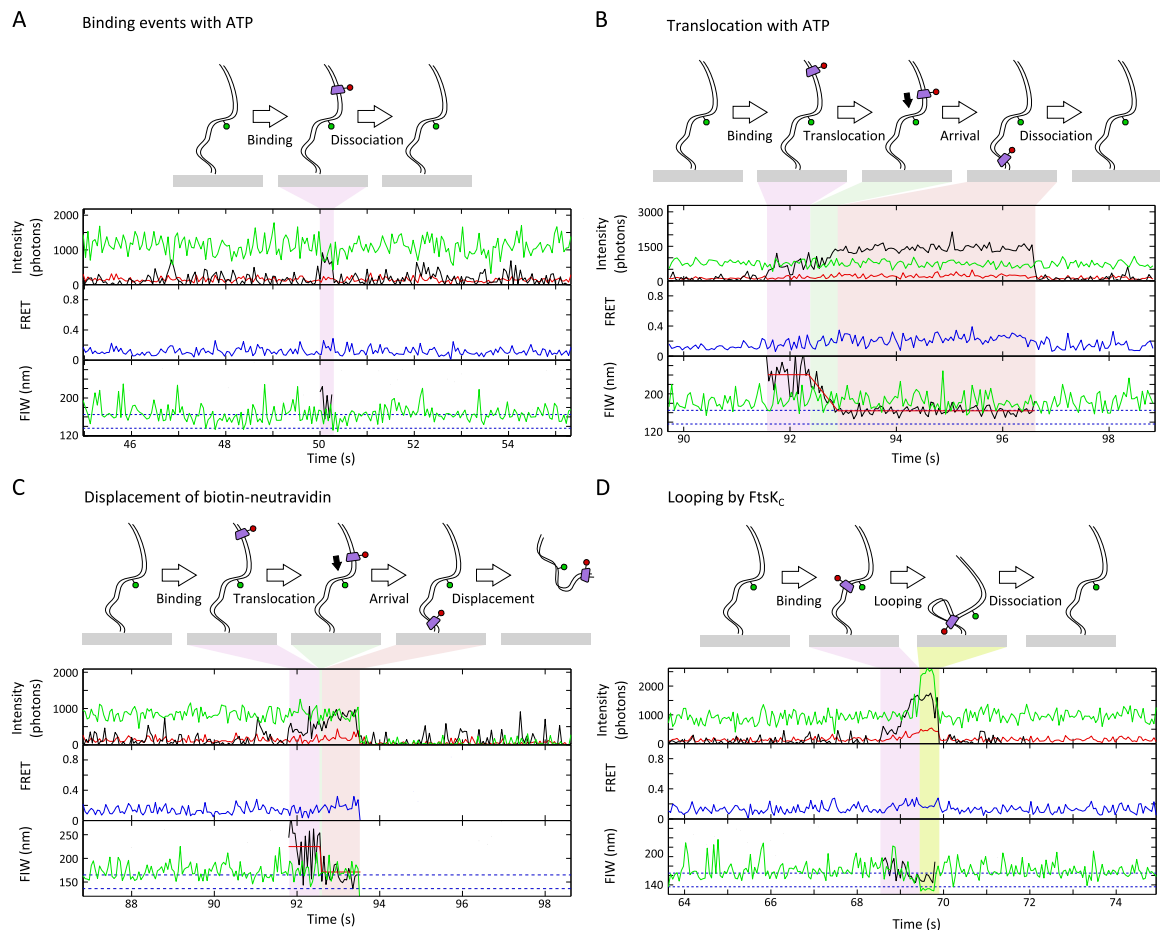 A
Binding events with ATP
Binding
Dissociation
Intensity
(photons)
2000
1000
0
FRET
0.8
0.4
0
FIW (nm)
200
120
46
48
50
52
54
Time (s)
B
Translocation with ATP
Binding
Translocation
Arrival
Dissociation
Intensity
(photons)
3000
1500
0
FRET
0.8
0.4
0
FIW (nm)
200
120
90
92
94
96
98
Time (s)
C
Displacement of biotin-neutravidin
Binding
Translocation
Arrival
Displacement
Intensity
(photons)
2000
1000
0
FRET
0.8
0.4
0
FIW (nm)
250
200
150
88
90
92
94
96
98
Time (s)
D
Looping by FtsKC
Binding
Looping
Dissociation
Intensity
(photons)
2000
1000
0
FRET
0.8
0.4
0
FIW (nm)
200
140
64
66
68
70
72
74
Time (s)